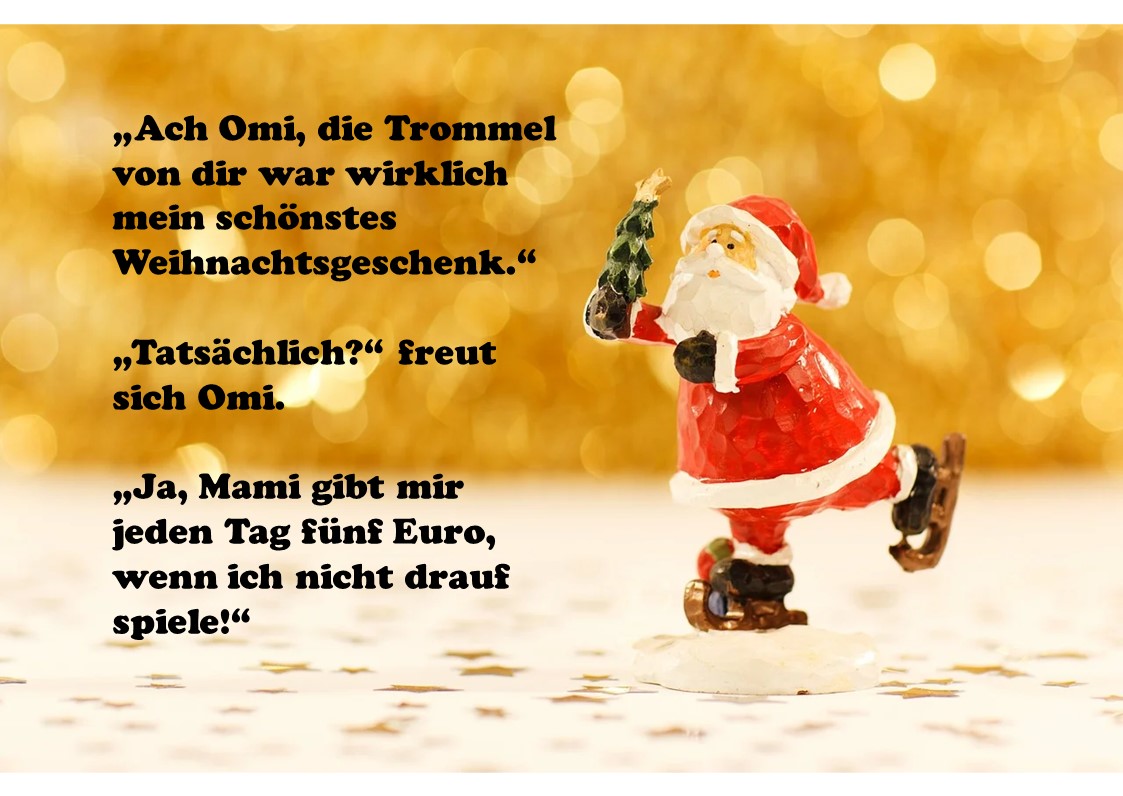 „Ach Omi, die Trommel
von dir war wirklich
mein schönstes
Weihnachtsgeschenk.“
„Tatsächlich?“ freut
sich Omi.
„Ja, Mami gibt mir
jeden Tag fünf Euro,
wenn ich nicht drauf
spiele!“